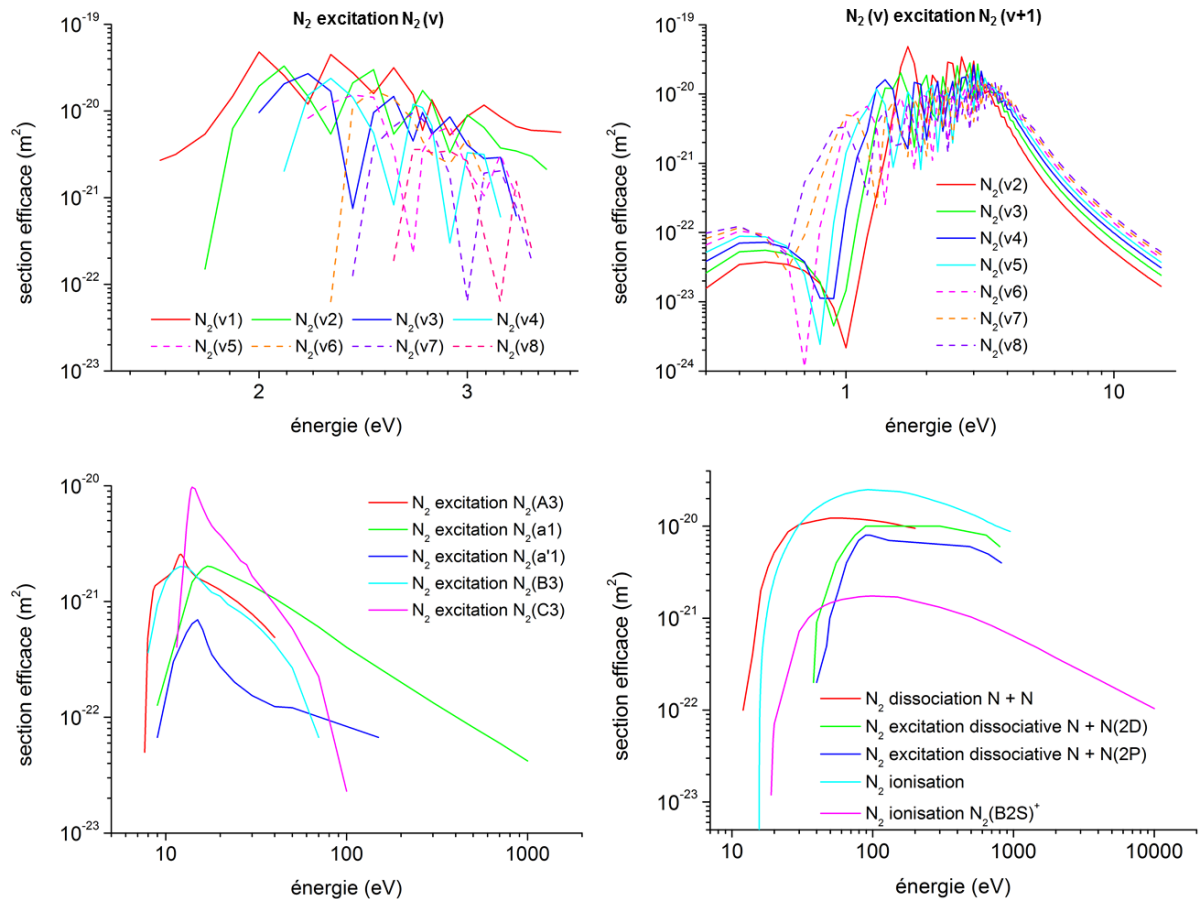 N₂ excitation N₂(v)
section efficace (m²)
10⁻¹⁹
10⁻²⁰
10⁻²¹
10⁻²²
10⁻²³
N₂(v1) N₂(v2) N₂(v3) N₂(v4)
N₂(v5) N₂(v6) N₂(v7) N₂(v8)
2 3
énergie (eV)
N₂(v) excitation N₂(v+1)
section efficace (m²)
10⁻¹⁹
10⁻²⁰
10⁻²¹
10⁻²²
10⁻²³
10⁻²⁴
N₂(v2)
N₂(v3)
N₂(v4)
N₂(v5)
N₂(v6)
N₂(v7)
N₂(v8)
1 10
énergie (eV)
section efficace (m²)
10⁻²⁰
10⁻²¹
10⁻²²
10⁻²³
N₂ excitation N₂(A3)
N₂ excitation N₂(a1)
N₂ excitation N₂(a'1)
N₂ excitation N₂(B3)
N₂ excitation N₂(C3)
10 100 1000
énergie (eV)
section efficace (m²)
10⁻²⁰
10⁻²¹
10⁻²²
10⁻²³
N₂ dissociation N + N
N₂ excitation dissociative N + N(2D)
N₂ excitation dissociative N + N(2P)
N₂ ionisation
N₂ ionisation N₂(B2S)⁺
10 100 1000 10000
énergie (eV)